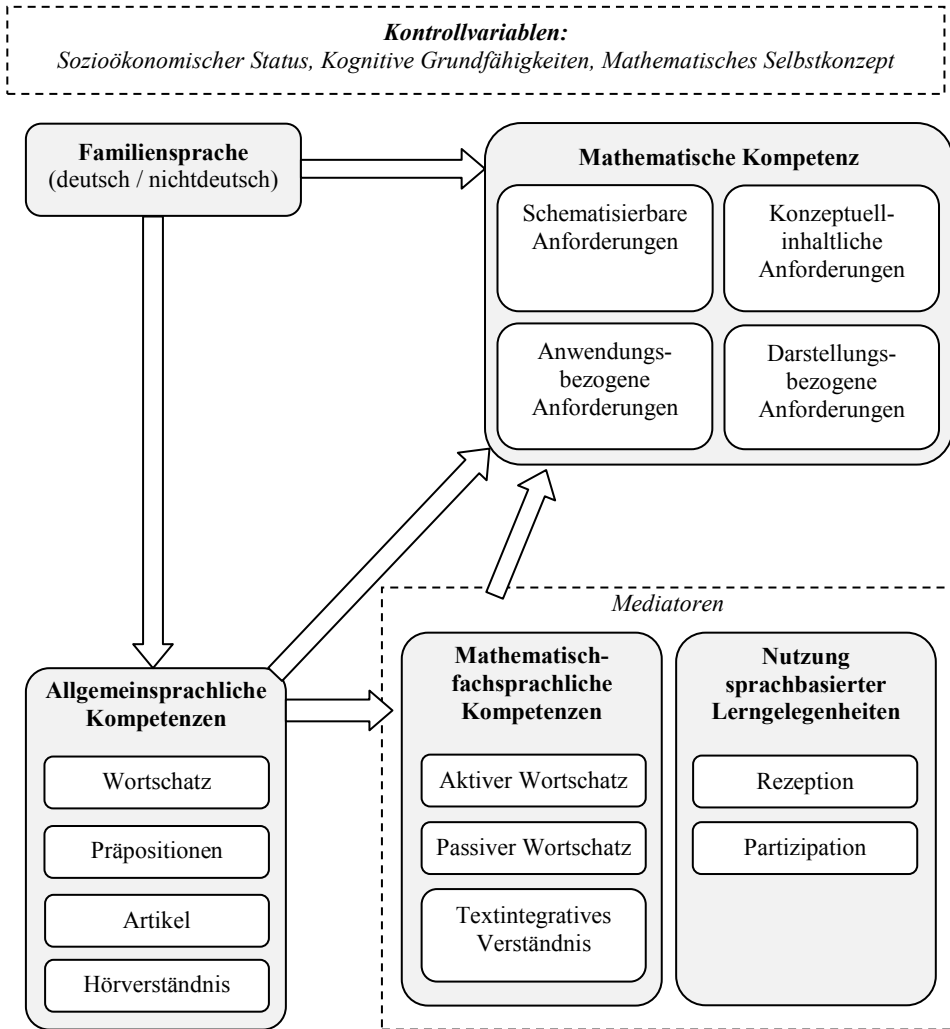 Kontrollvariablen:
Sozioökonomischer Status, Kognitive Grundfähigkeiten, Mathematisches Selbstkonzept
Familiensprache
(deutsch / nichtdeutsch)
Mathematische Kompetenz
Schematisierbare
Anforderungen
Konzeptuell-
inhaltliche
Anforderungen
Anwendungs-
bezogene
Anforderungen
Darstellungs-
bezogene
Anforderungen
Mediatoren
Allgemeinsprachliche
Kompetenzen
Wortschatz
Präpositionen
Artikel
Hörverständnis
Mathematisch-
fachsprachliche
Kompetenzen
Aktiver Wortschatz
Passiver Wortschatz
Textintegratives
Verständnis
Nutzung
sprachbasierter
Lerngelegenheiten
Rezeption
Partizipation